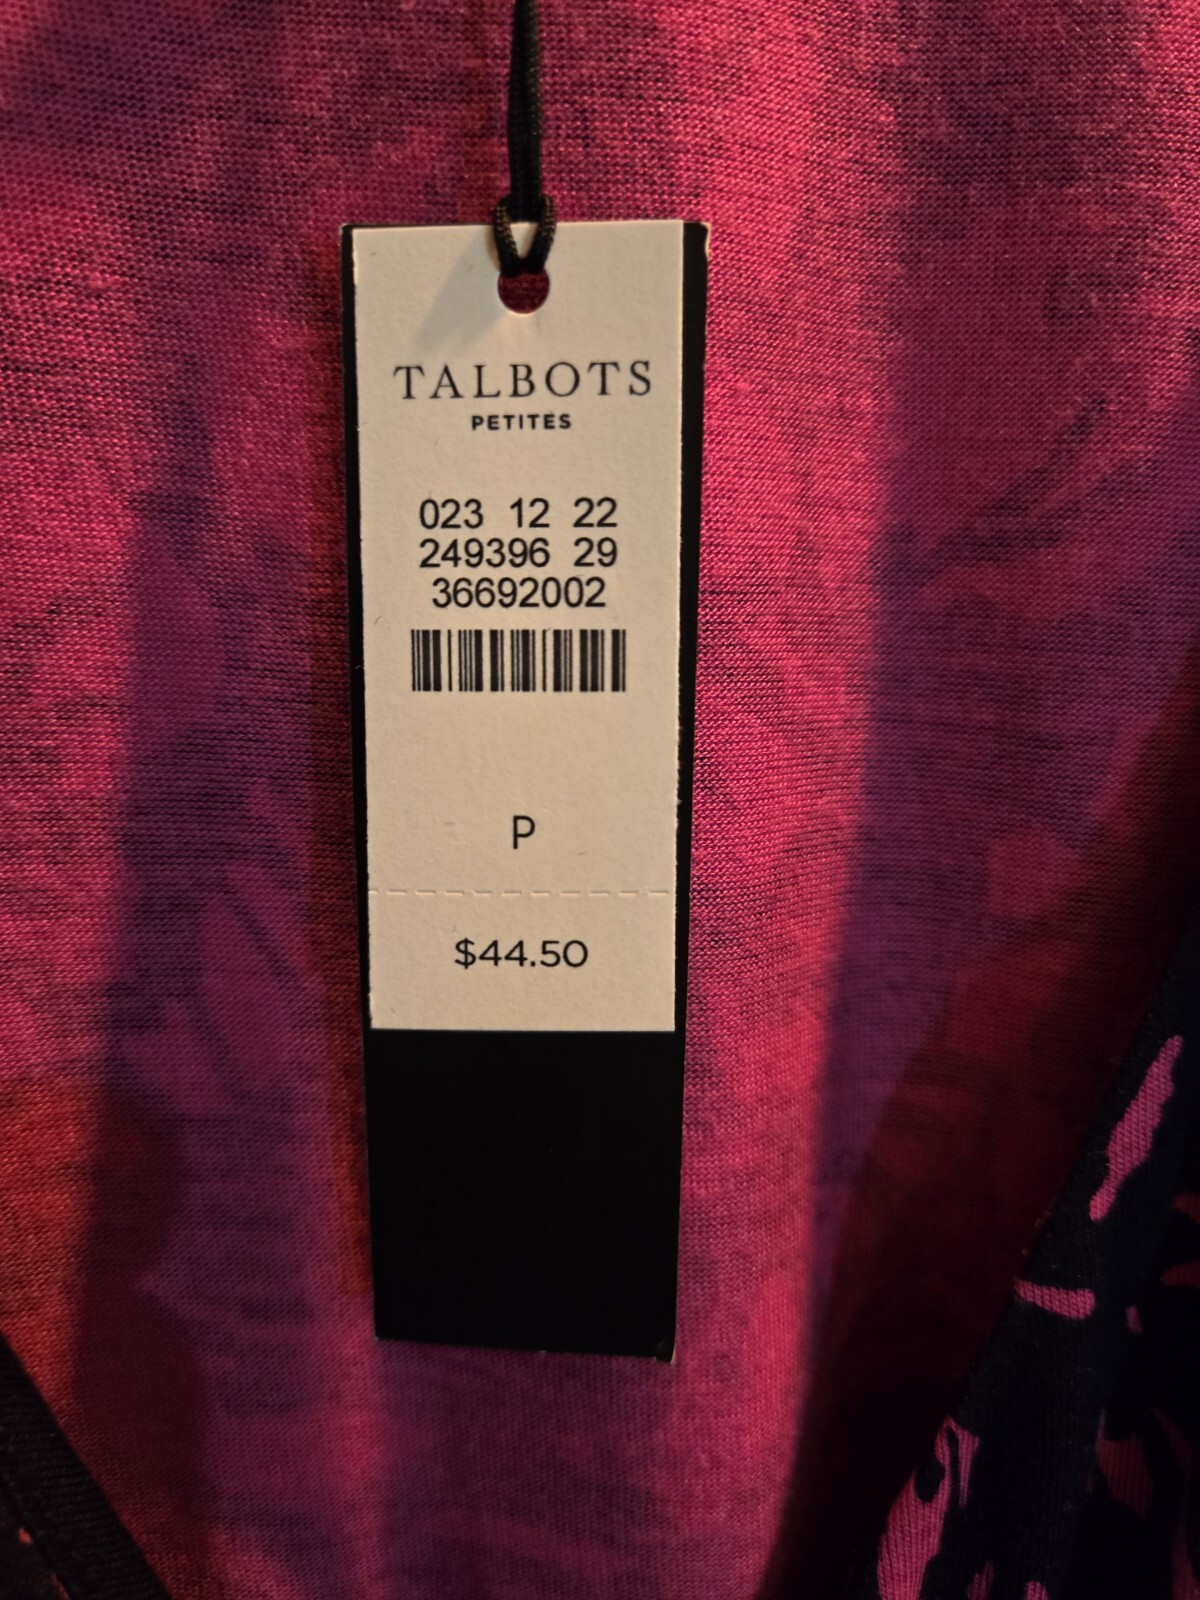 TALBOTS
PETITES
023 12 22
249396 29
36692002
P
$44.50